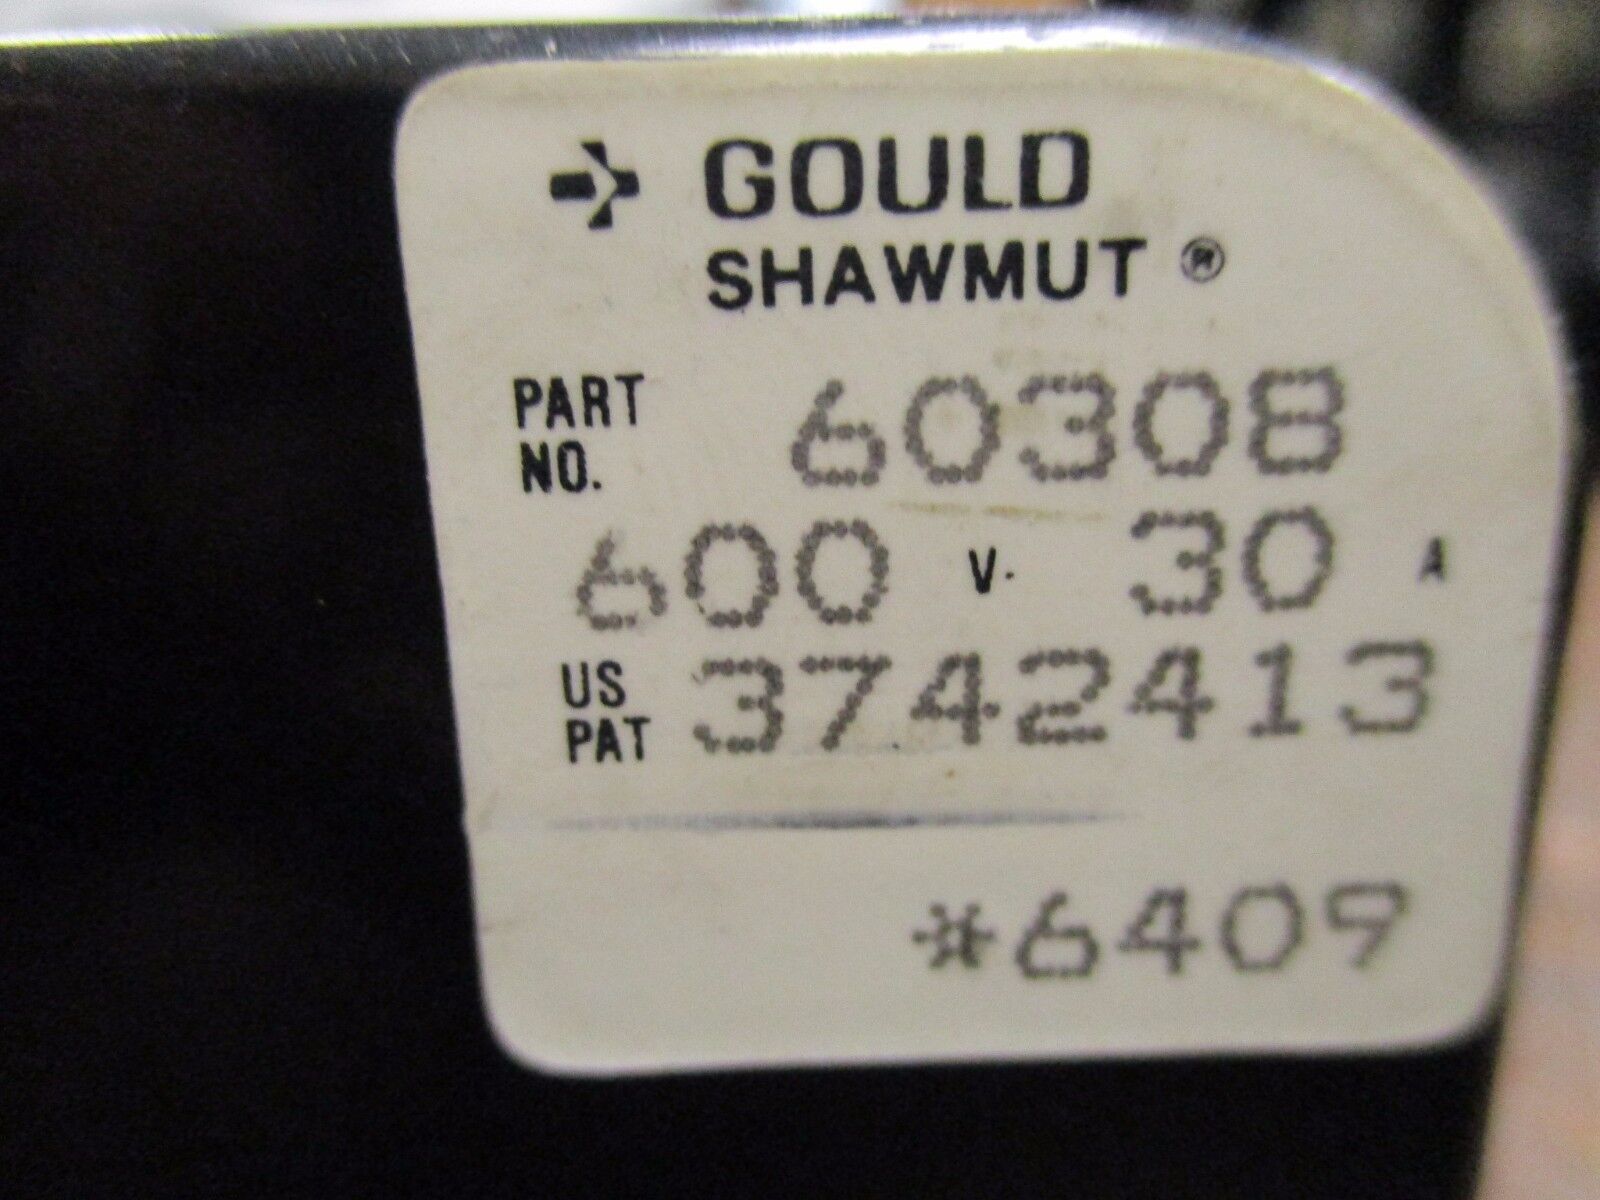 GOULD
SHAWMUT ®
PART NO. 60308
600 V. 30 A
US PAT 3742413
*6409